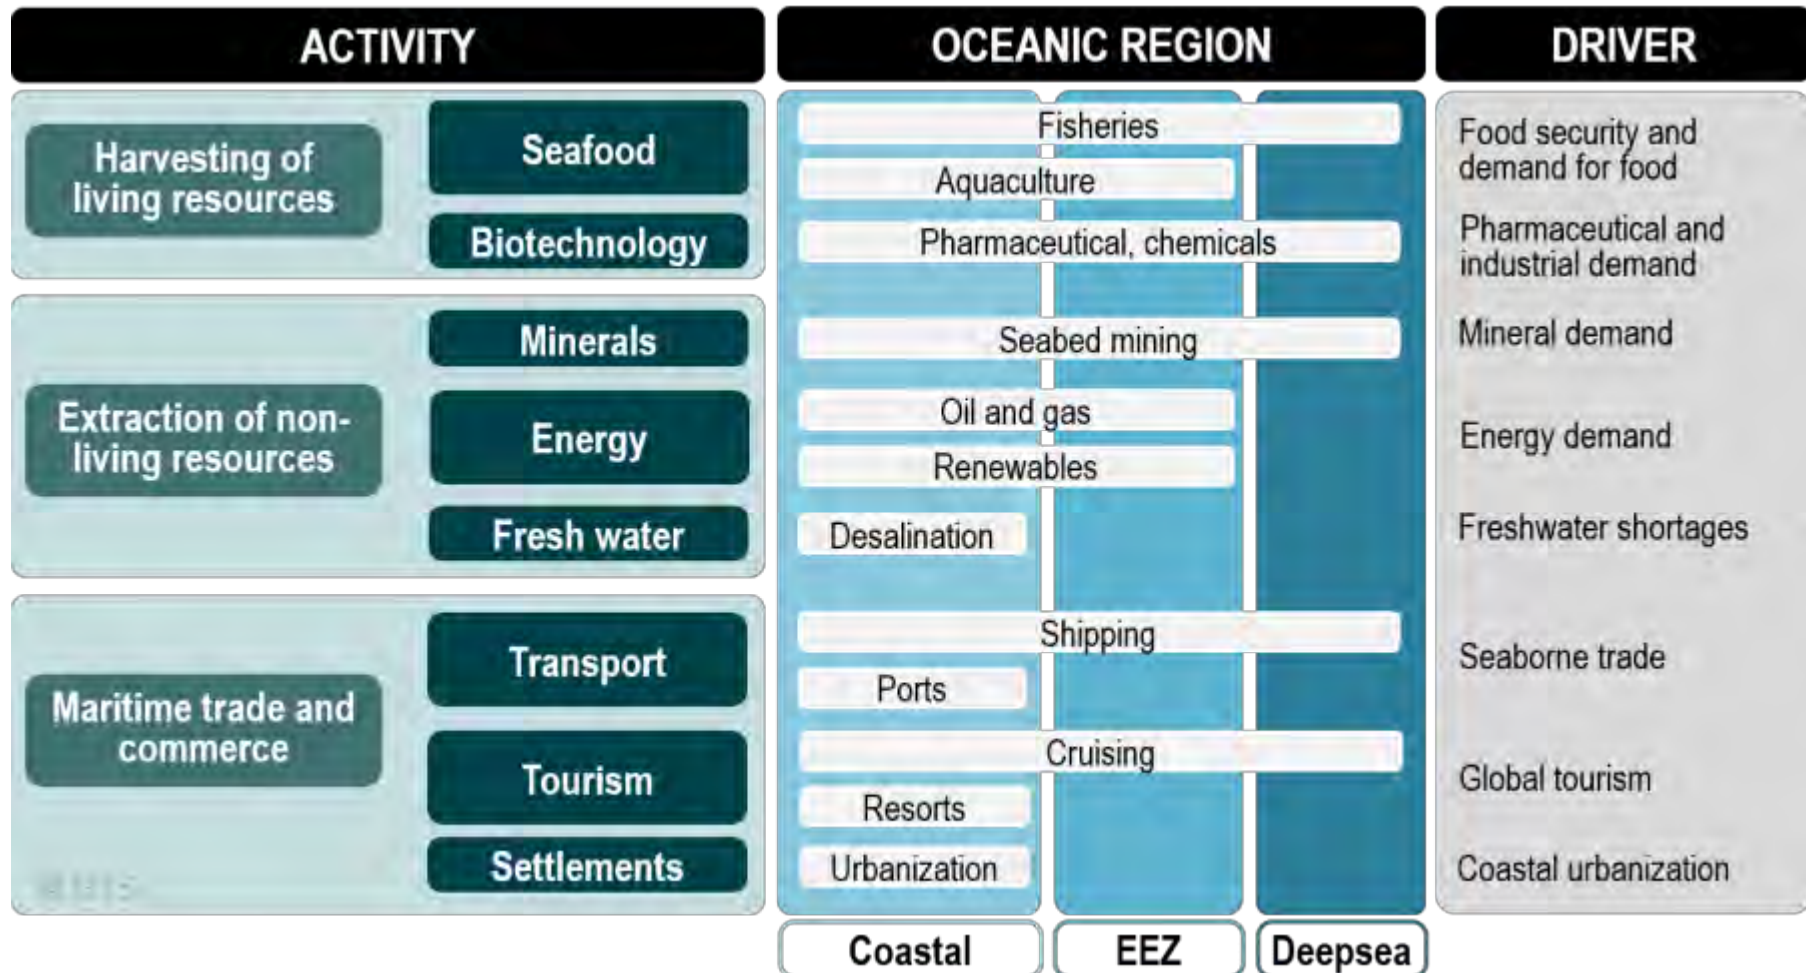 ACTIVITY
OCEANIC REGION
DRIVER
Harvesting of
living resources
Seafood
Biotechnology
Fisheries
Aquaculture
Pharmaceutical, chemicals
Food security and
demand for food
Pharmaceutical and
industrial demand
Extraction of non-
living resources
Minerals
Energy
Fresh water
Seabed mining
Oil and gas
Renewables
Desalination
Mineral demand
Energy demand
Freshwater shortages
Maritime trade and
commerce
Transport
Tourism
Settlements
Shipping
Ports
Cruising
Resorts
Urbanization
Seaborne trade
Global tourism
Coastal urbanization
Coastal
EEZ
Deepsea